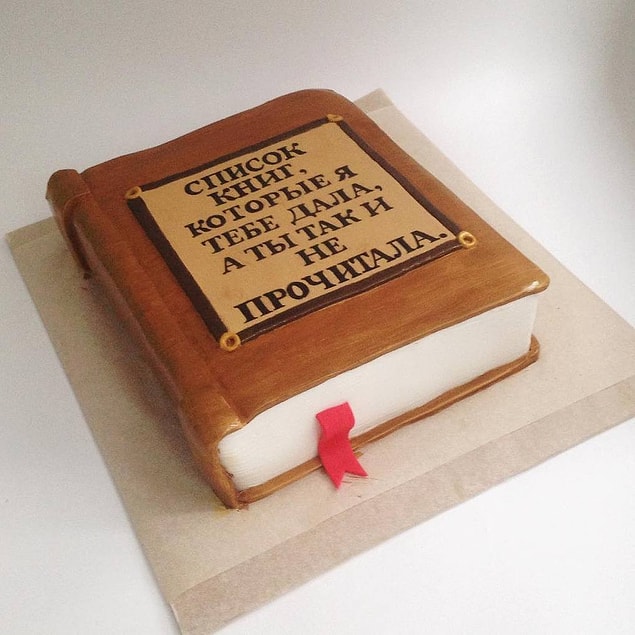 СПИСОК
КНИГ,
КОТОРЫЕ Я
ТЕБЕ ДАЛА,
А ТЫ ТАК И
НЕ
ПРОЧИТАЛА.